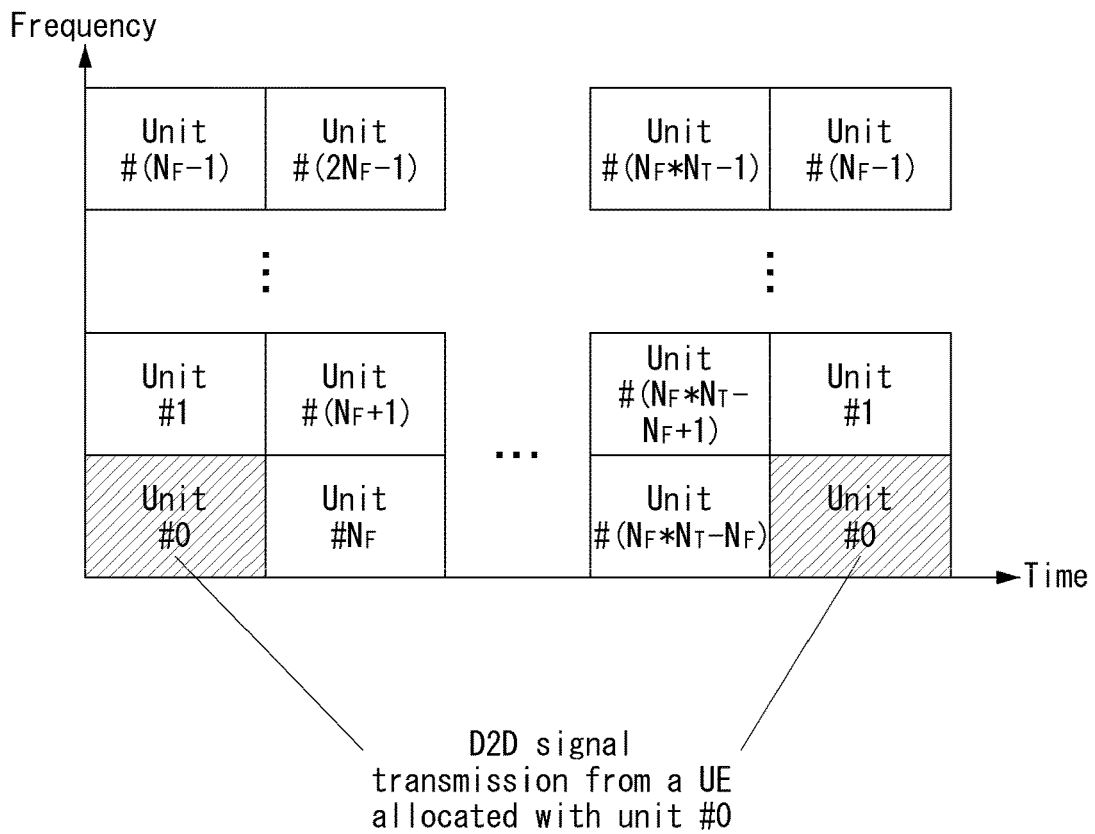 Frequency
Unit
#(NF-1)
Unit
#(2NF-1)
Unit
#(NF*NT-1)
Unit
#(NF-1)
⋮
⋮
Unit
#1
Unit
#(NF+1)
Unit
#(NF*NT-
NF+1)
Unit
#1
...
Unit
#0
Unit
#NF
Unit
#(NF*NT-NF)
Unit
#0
Time
D2D signal
transmission from a UE
allocated with unit #0